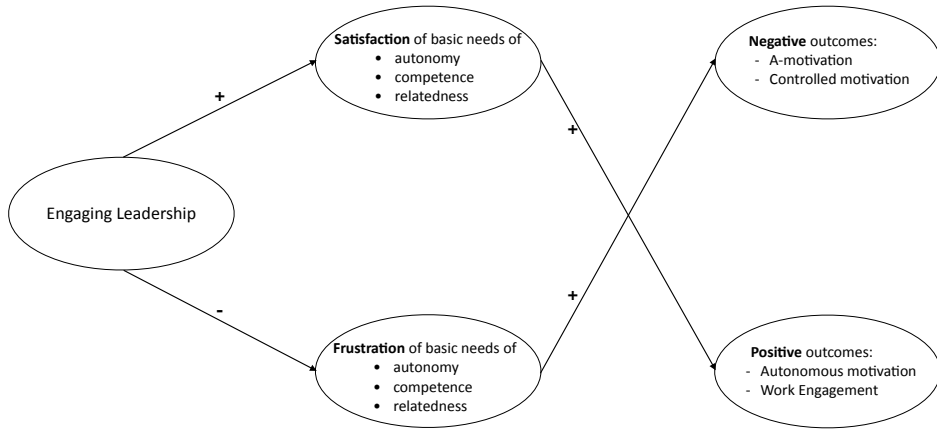 Satisfaction of basic needs of
• autonomy
• competence
• relatedness
Negative outcomes:
- A-motivation
- Controlled motivation
+
+
Engaging Leadership
-
+
Frustration of basic needs of
• autonomy
• competence
• relatedness
Positive outcomes:
- Autonomous motivation
- Work Engagement